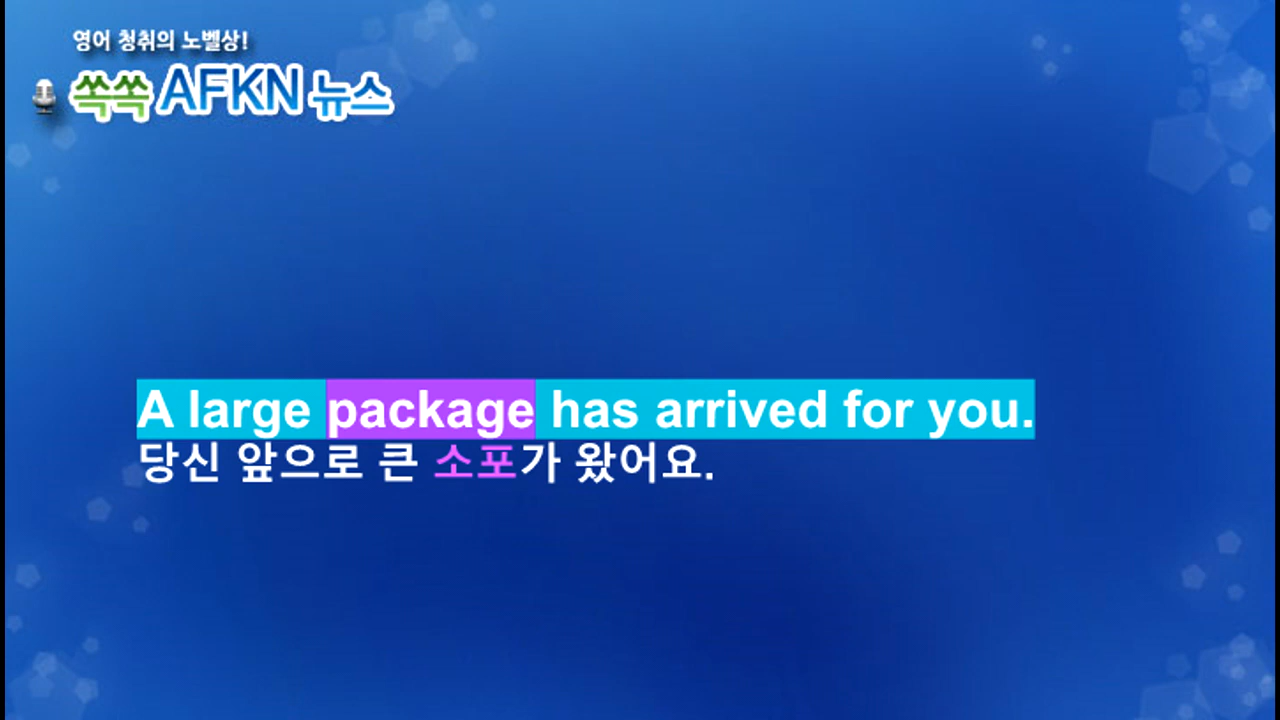 영어 청취의 노벨상!
쏙쏙 AFKN 뉴스
A large package has arrived for you.
당신 앞으로 큰 소포가 왔어요.